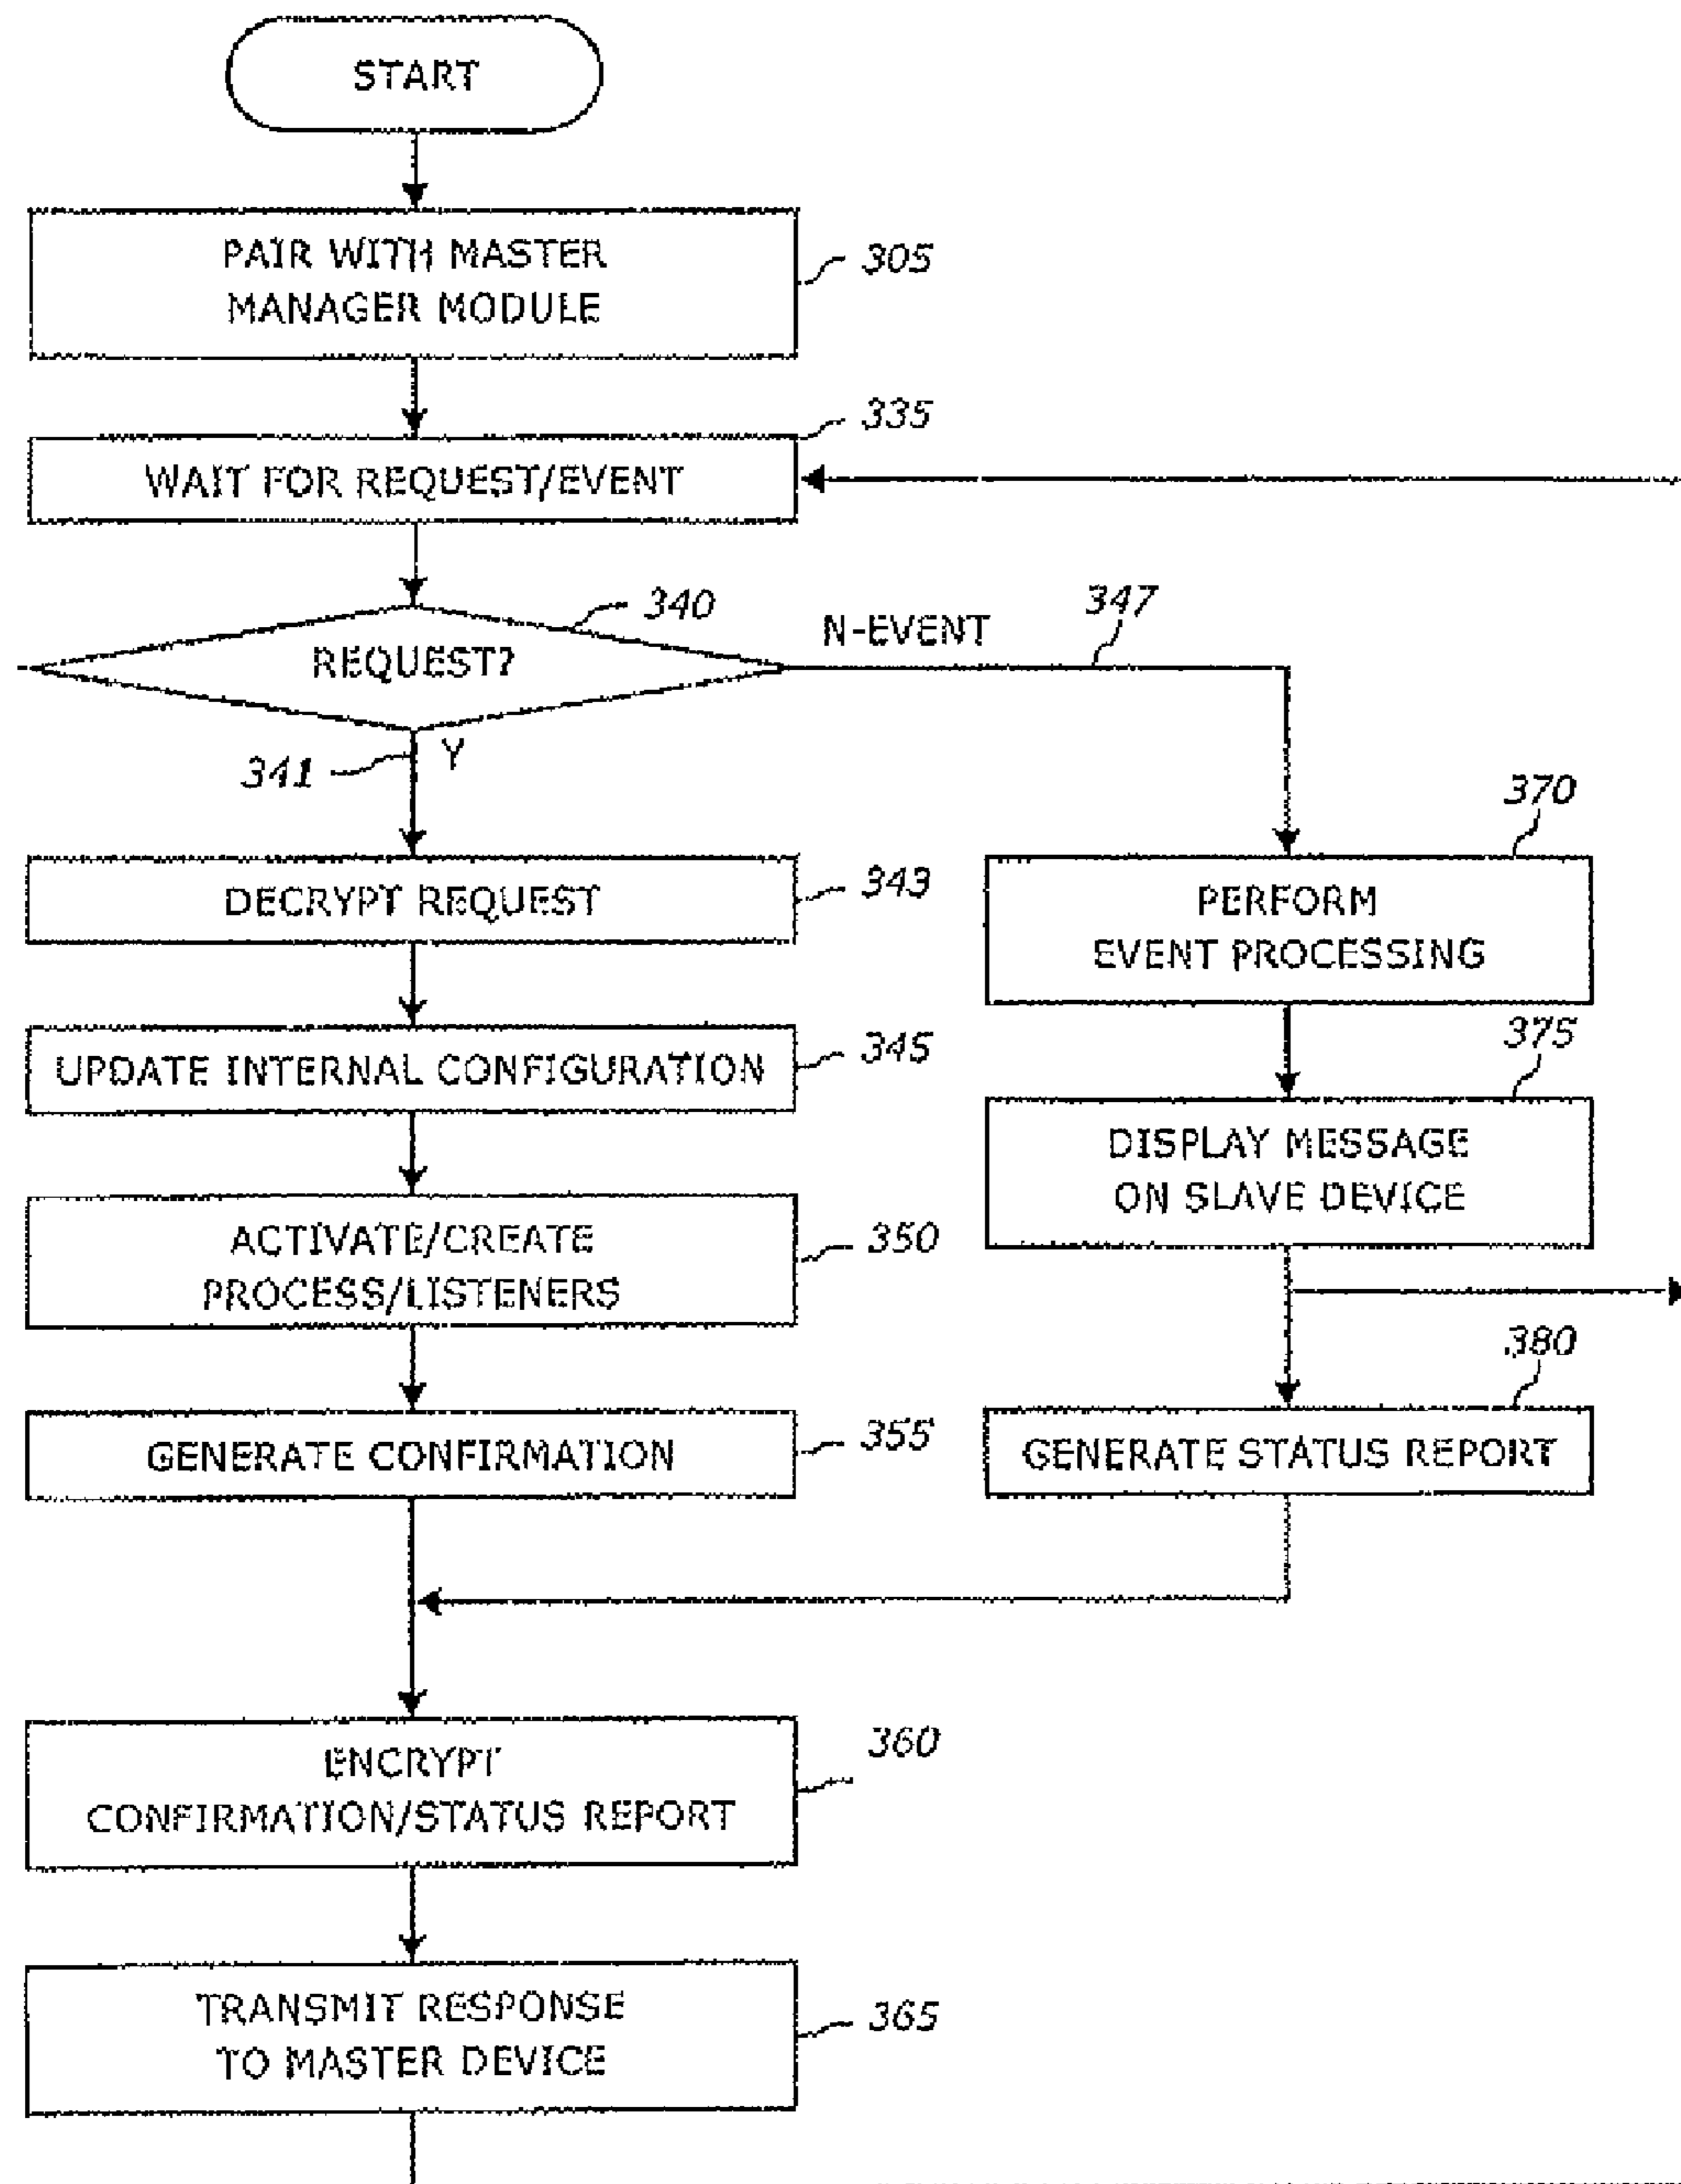 START
PAIR WITH MASTER
MANAGER MODULE
305
335
WAIT FOR REQUEST/EVENT
340
REQUEST?
N-EVENT
347
341
Y
DECRYPT REQUEST
343
370
PERFORM
EVENT PROCESSING
UPDATE INTERNAL CONFIGURATION
345
375
DISPLAY MESSAGE
ON SLAVE DEVICE
ACTIVATE/CREATE
PROCESS/LISTENERS
350
380
GENERATE CONFIRMATION
355
GENERATE STATUS REPORT
ENCRYPT
CONFIRMATION/STATUS REPORT
360
TRANSMIT RESPONSE
TO MASTER DEVICE
365